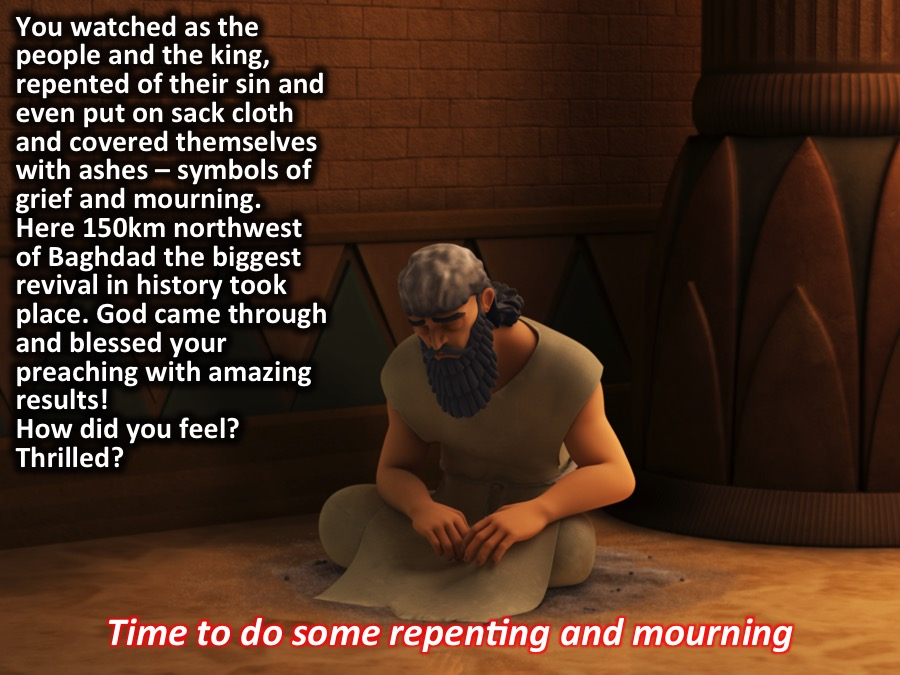 You watched as the
people and the king,
repented of their sin and
even put on sack cloth
and covered themselves
with ashes – symbols of
grief and mourning.
Here 150km northwest
of Baghdad the biggest
revival in history took
place. God came through
and blessed your
preaching with amazing
results!
How did you feel?
Thrilled?
Time to do some repenting and mourning